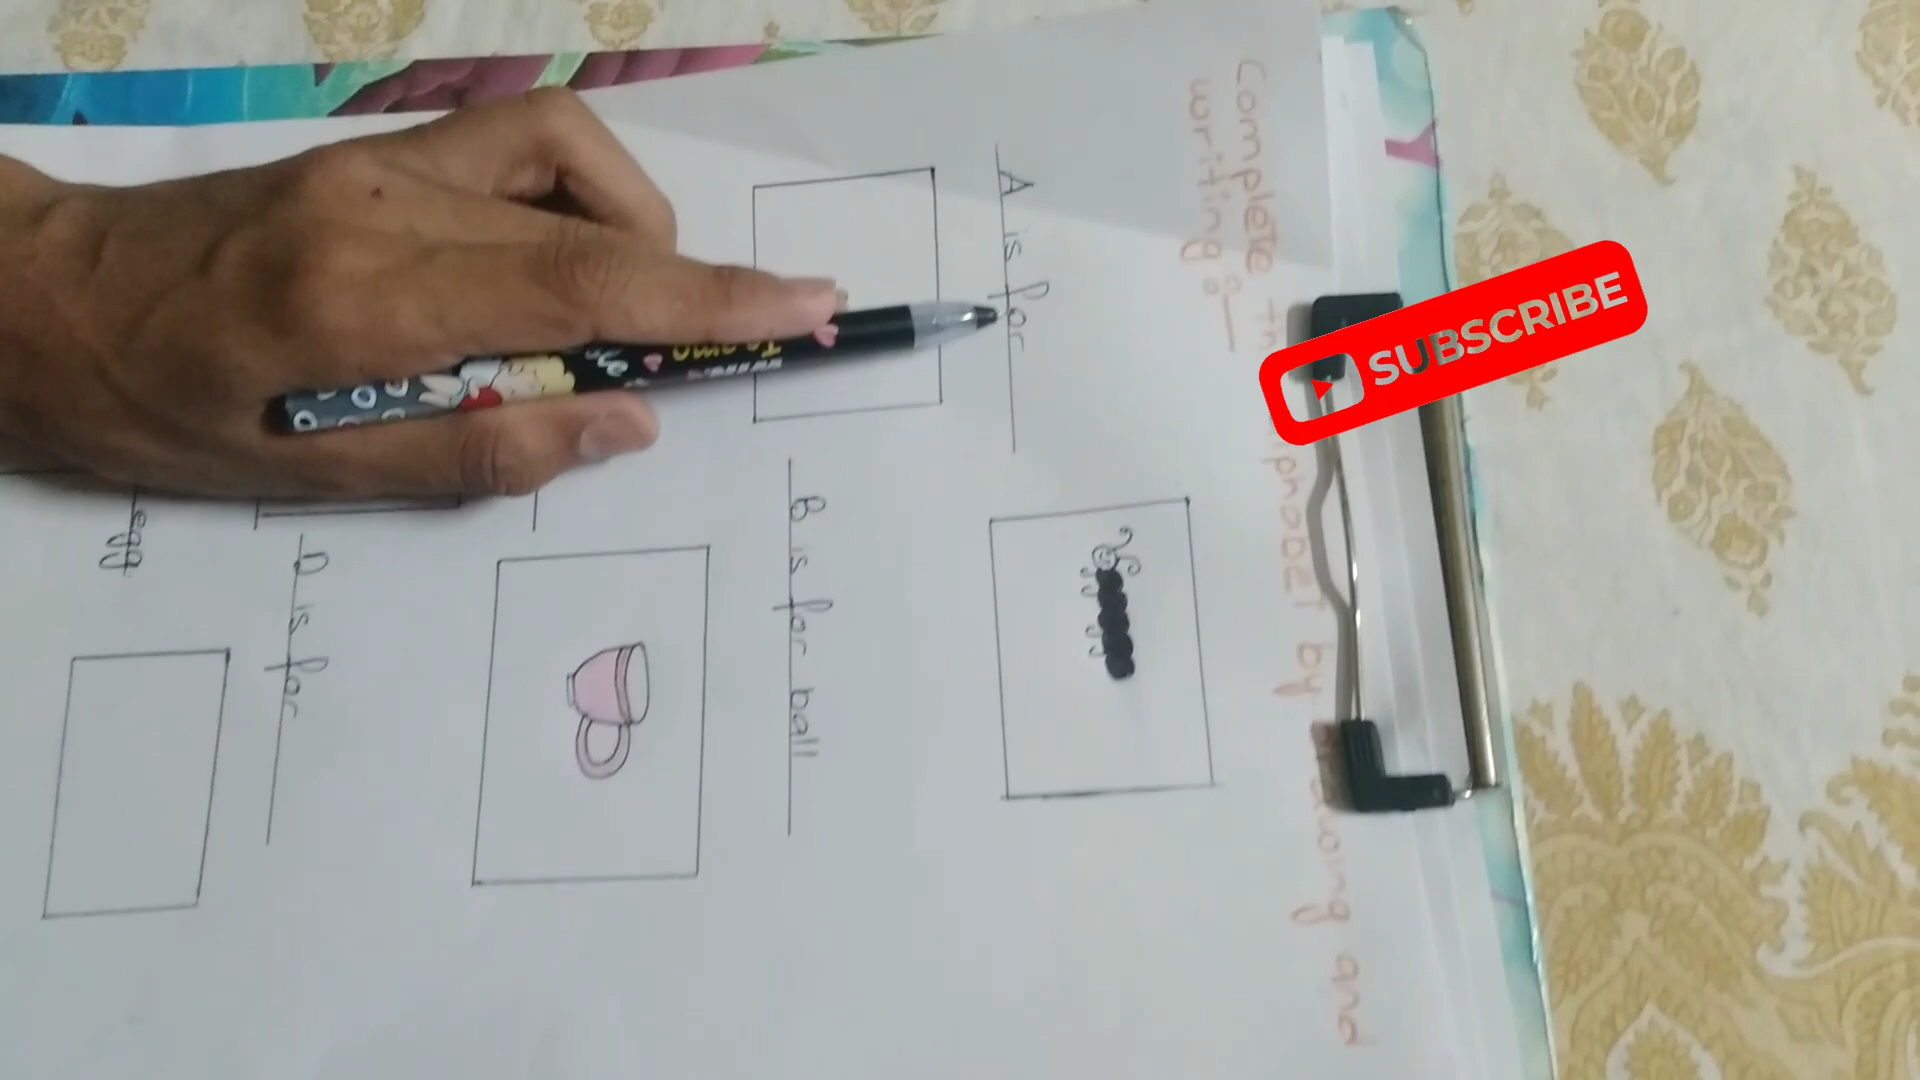 Complete the alphabet by drawing and
writing :—
A is for
B is for ball
D is for
egg
SUBSCRIBE